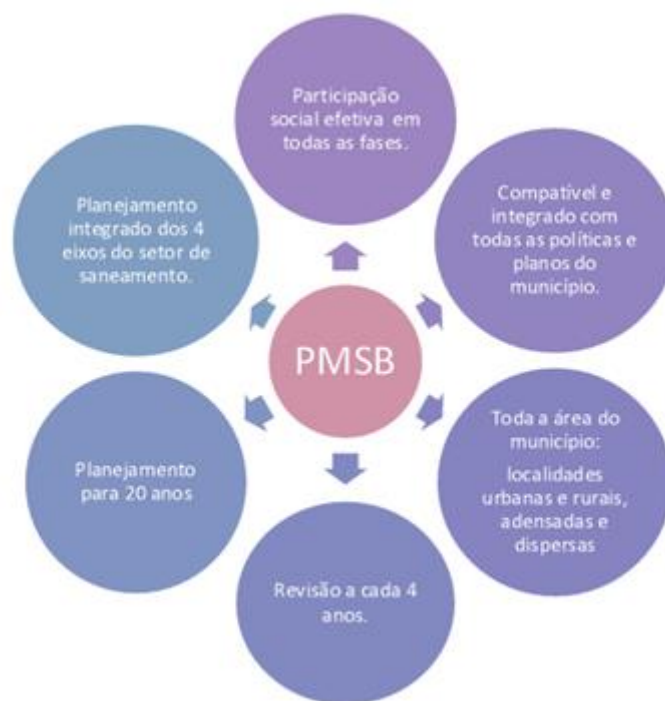 Participação
social efetiva em
todas as fases.
Compatível e
integrado com
todas as políticas e
planos do
município.
Toda a área do
município:
localidades
urbanas e rurais,
adensadas e
dispersas
Revisão a cada 4
anos.
Planejamento
para 20 anos
Planejamento
integrado dos 4
eixos do setor de
saneamento.
PMSB